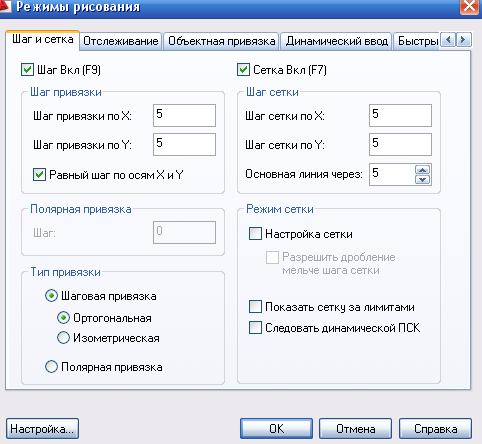 Режимы рисования
Шаг и сетка Отслеживание Объектная привязка Динамический ввод Быстры
Шаг Вкл (F9)
Шаг привязки
Шаг привязки по X: 5
Шаг привязки по Y: 5
Равный шаг по осям X и Y
Полярная привязка
Шаг: 0
Тип привязки
Шаговая привязка
Ортогональная
Изометрическая
Полярная привязка
Сетка Вкл (F7)
Шаг сетки
Шаг сетки по X: 5
Шаг сетки по Y: 5
Основная линия через: 5
Режим сетки
Настройка сетки
Разрешить дробление
мельче шага сетки
Показать сетку за лимитами
Следовать динамической ПСК
Настройка... OK Отмена Справка